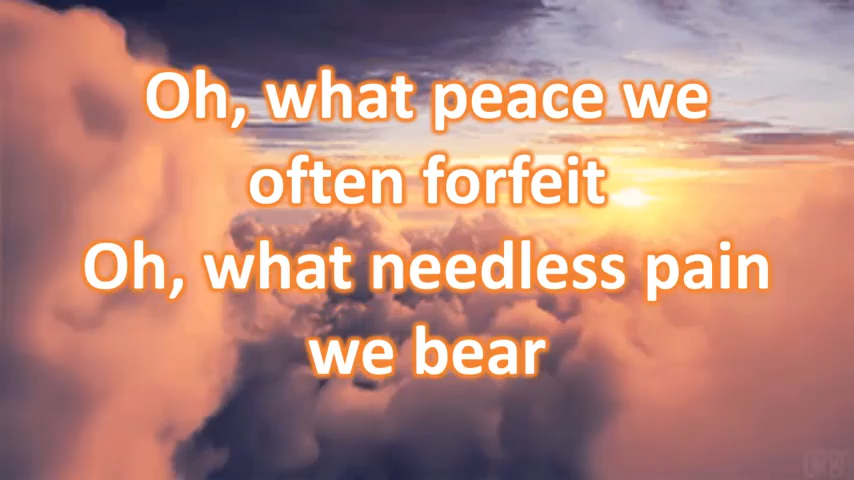 Oh, what peace we
often forfeit
Oh, what needless pain
we bear